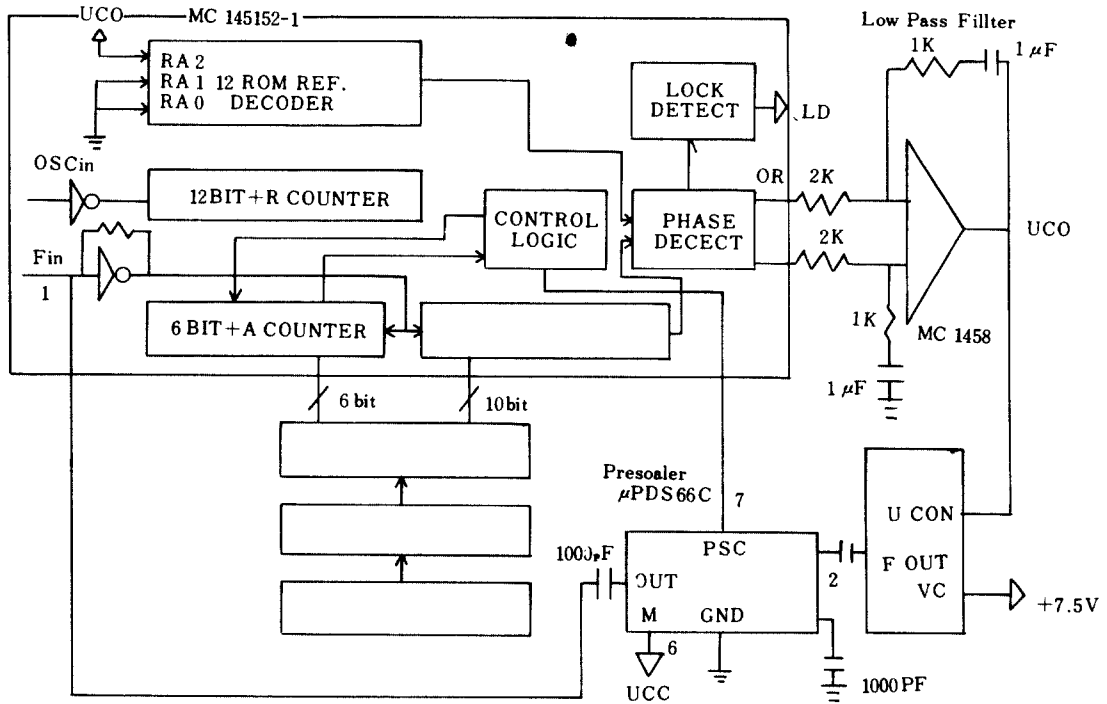 UCO
MC 145152-1
RA 2
RA 1 12 ROM REF.
RA 0 DECODER
LOCK
DETECT
LD
Low Pass Fillter
1K
1 μF
OSCin
12BIT+R COUNTER
CONTROL
LOGIC
PHASE
DECECT
OR
2K
2K
UCO
Fin
1
6 BIT+A COUNTER
1K
MC 1458
1 μF
6 bit
10bit
Presoaler
μPDS66C
7
1000pF
PSC
OUT
M
GND
2
6
UCC
1000 PF
U CON
F OUT
VC
+7.5V